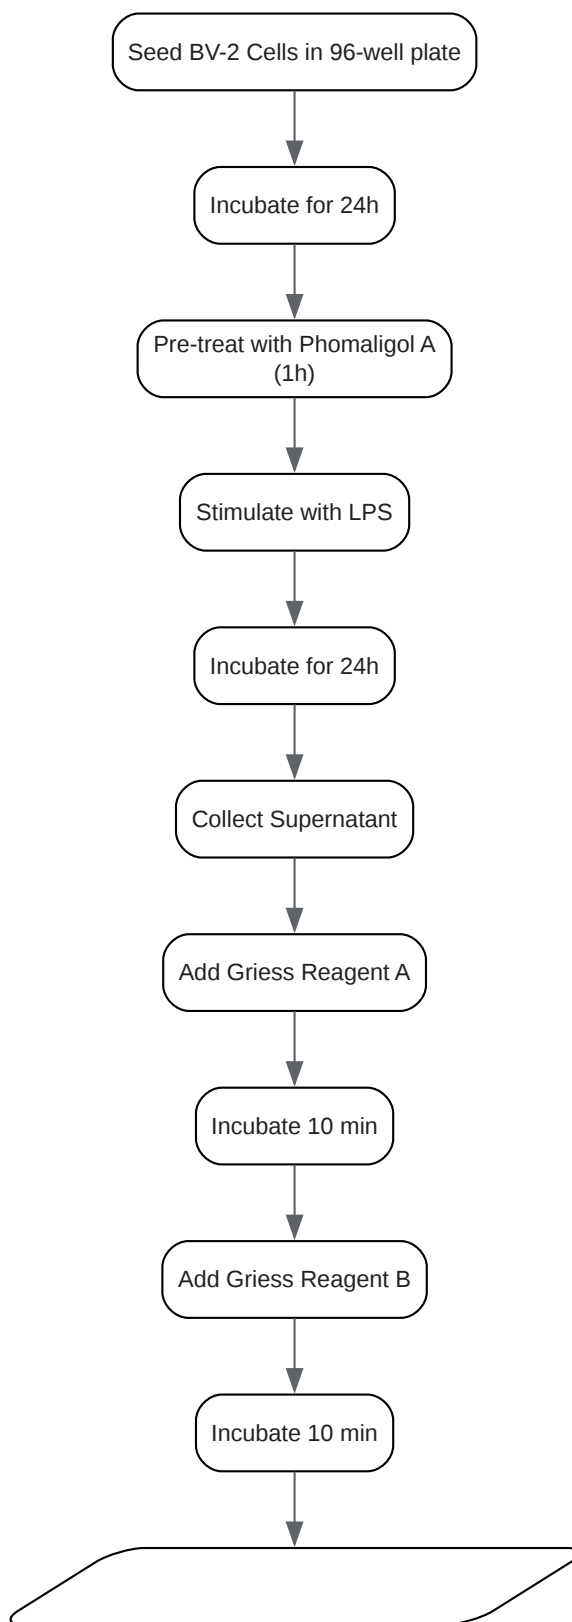 Seed BV-2 Cells in 96-well plate
Incubate for 24h
Pre-treat with Phomaligol A
(1h)
Stimulate with LPS
Incubate for 24h
Collect Supernatant
Add Griess Reagent A
Incubate 10 min
Add Griess Reagent B
Incubate 10 min